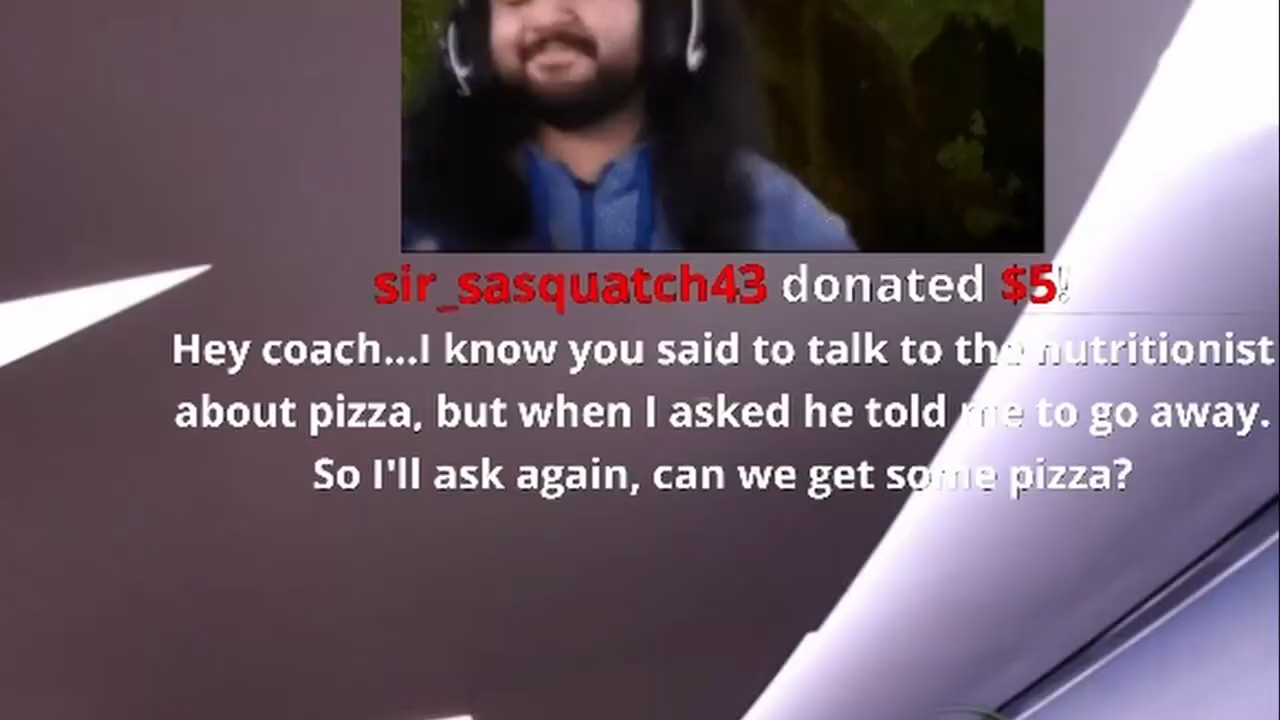 sir_sasquatch43 donated $5!
Hey coach...I know you said to talk to the nutritionist
about pizza, but when I asked he told me to go away.
So I'll ask again, can we get some pizza?